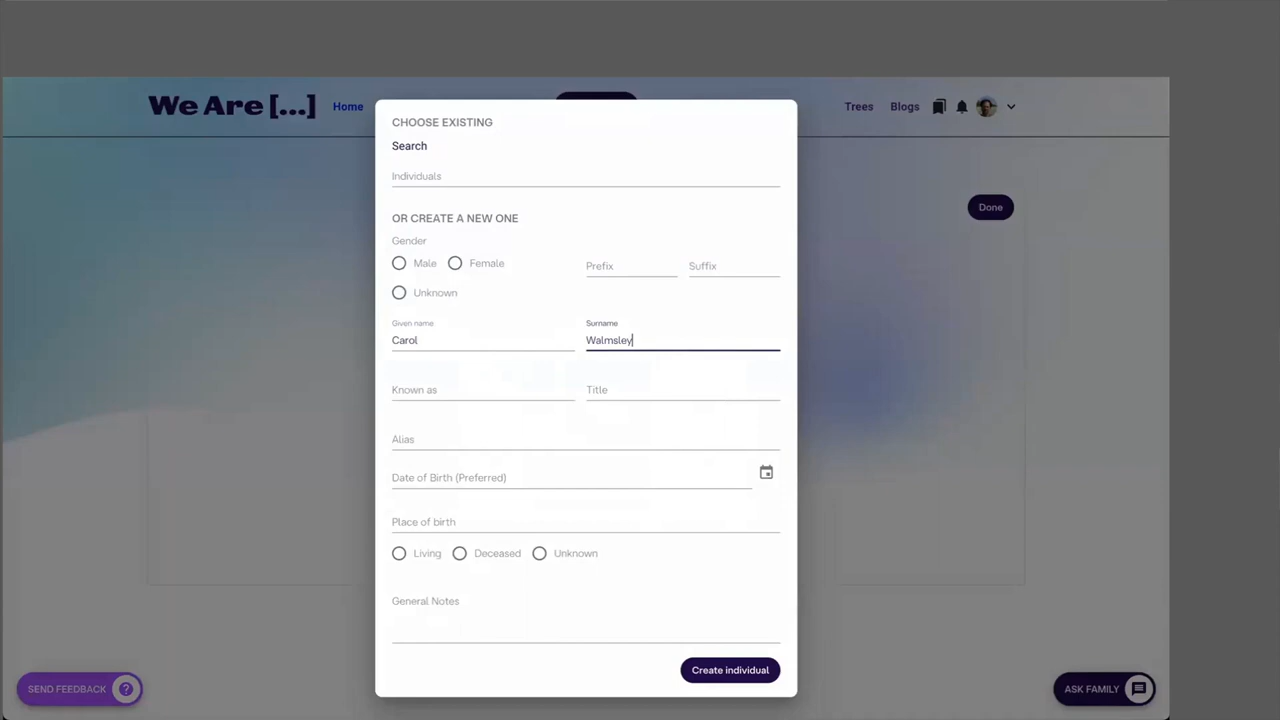 We Are [...]
Home
Trees
Blogs
CHOOSE EXISTING
Search
Individuals
OR CREATE A NEW ONE
Gender
Male
Female
Prefix
Suffix
Unknown
Given name
Surname
Carol
Walmsley
Known as
Title
Alias
Date of Birth (Preferred)
Place of birth
Living
Deceased
Unknown
General Notes
Create individual
Done
SEND FEEDBACK ?
ASK FAMILY